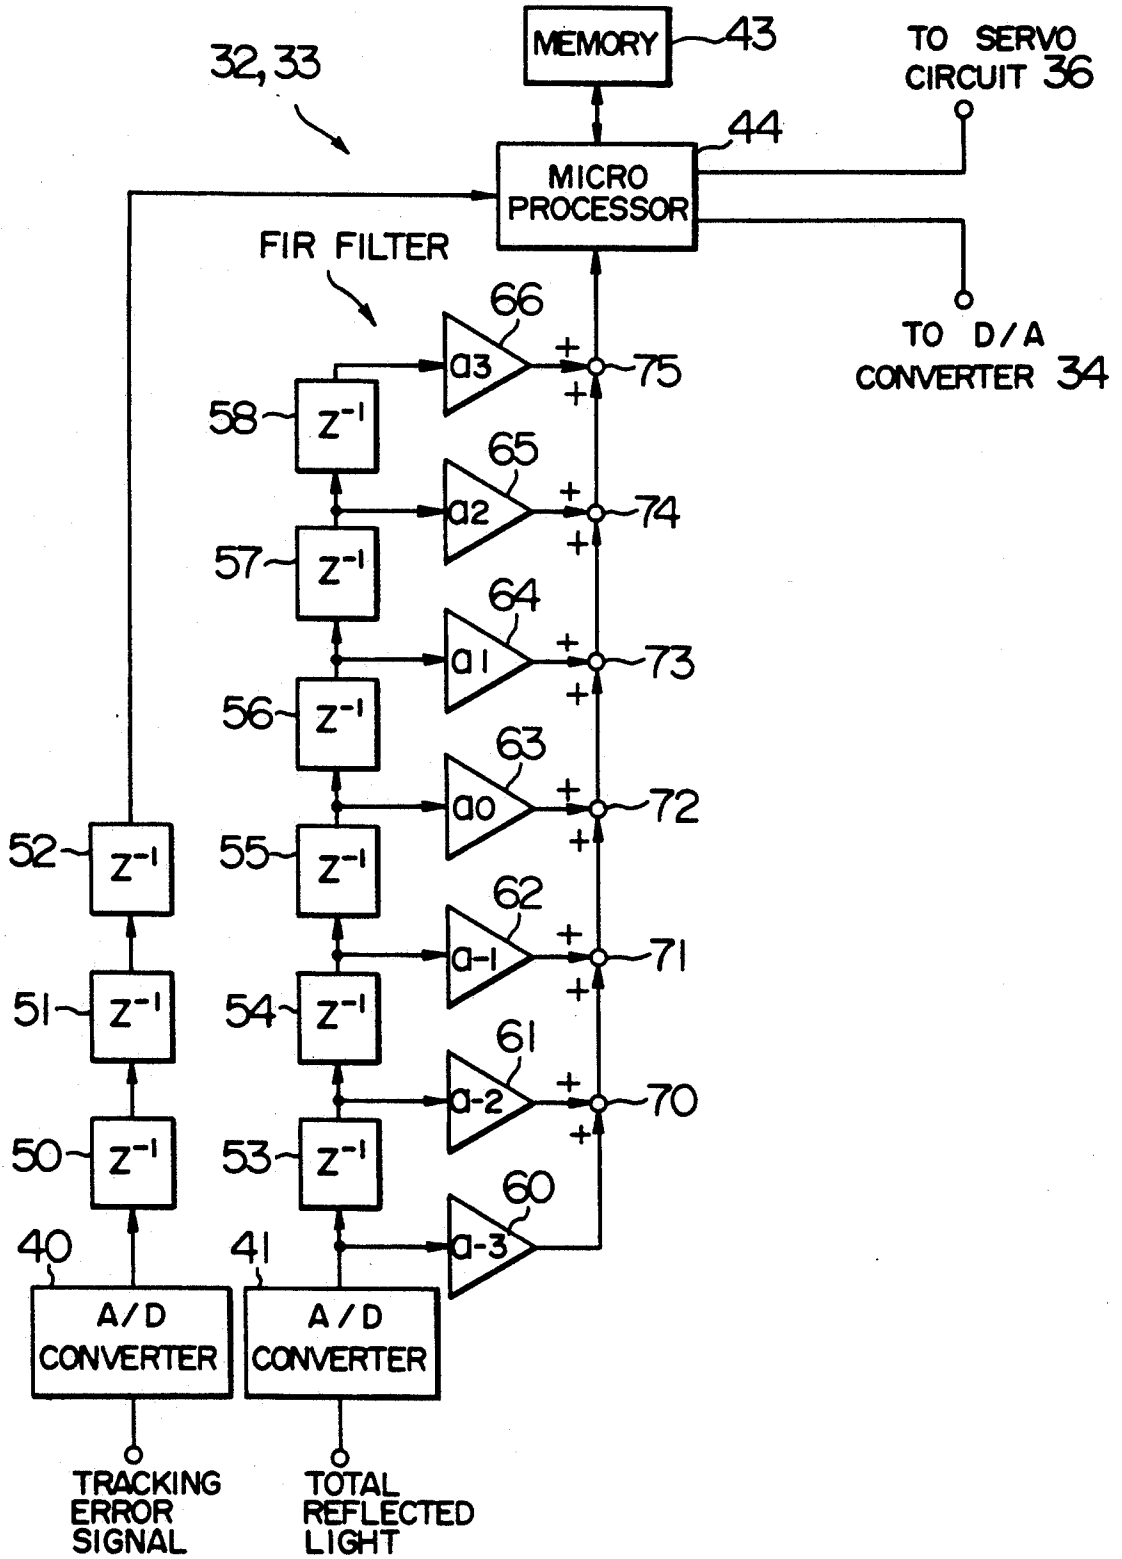 MEMORY
43
TO SERVO
CIRCUIT 36
32, 33
44
MICRO
PROCESSOR
FIR FILTER
TO D/A
CONVERTER 34
66
a3
+
+
75
58
Z⁻¹
65
a2
+
+
74
57
Z⁻¹
64
a1
+
+
73
56
Z⁻¹
63
a0
+
+
72
52
Z⁻¹
55
Z⁻¹
62
a-1
+
+
71
51
Z⁻¹
54
Z⁻¹
61
a-2
+
+
70
50
Z⁻¹
53
Z⁻¹
60
a-3
40
41
A/D
CONVERTER
A/D
CONVERTER
TRACKING
ERROR
SIGNAL
TOTAL
REFLECTED
LIGHT